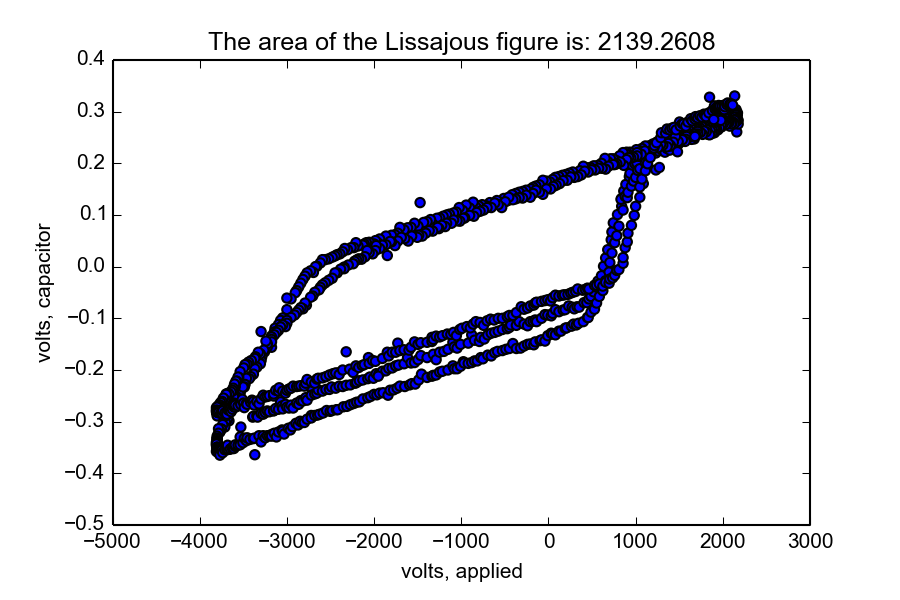 The area of the Lissajous figure is: 2139.2608
0.4
0.3
0.2
0.1
0.0
−0.1
−0.2
−0.3
−0.4
−0.5
volts, capacitor
−5000 −4000 −3000 −2000 −1000 0 1000 2000 3000
volts, applied